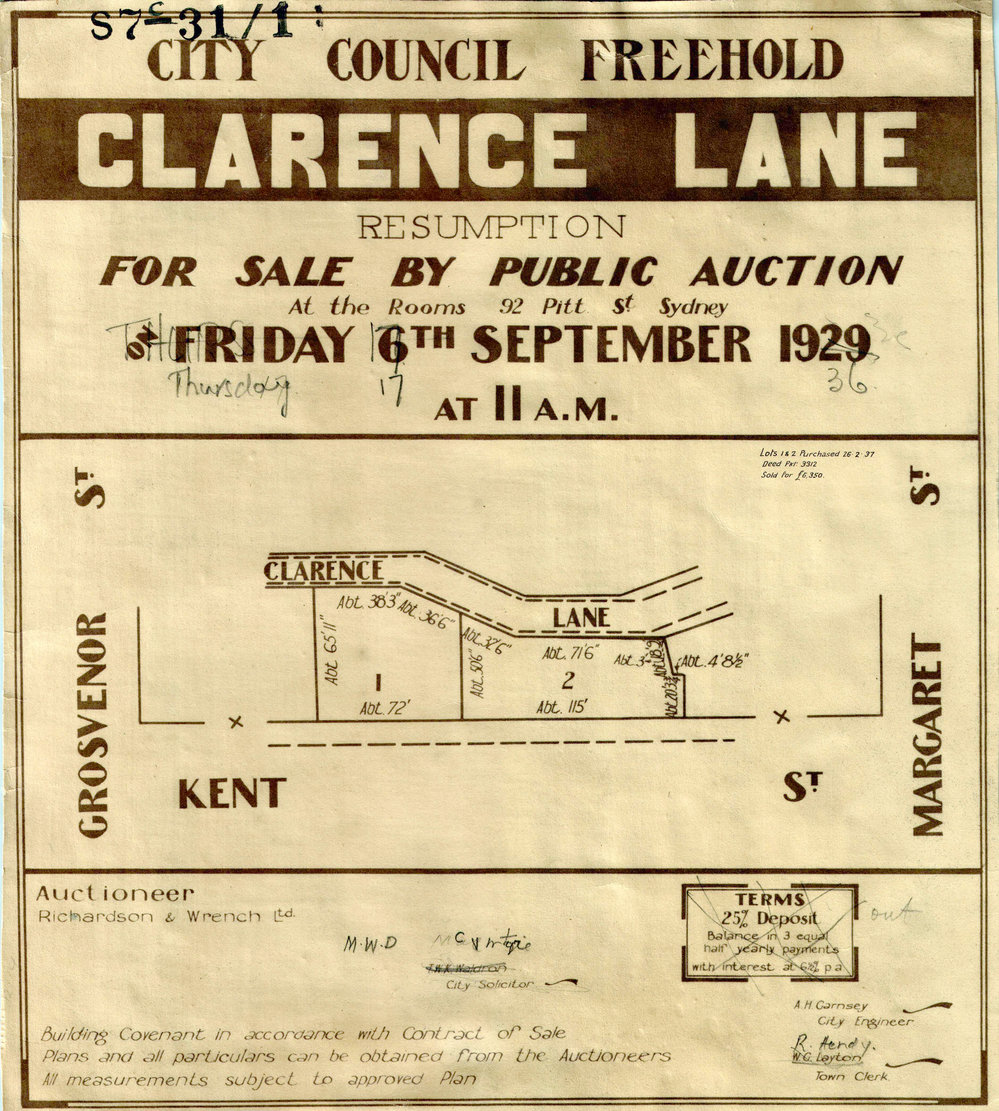 S7c-31/1:
CITY COUNCIL FREEHOLD
CLARENCE LANE
RESUMPTION
FOR SALE BY PUBLIC AUCTION
At the Rooms 92 Pitt St. Sydney
ON FRIDAY 6TH SEPTEMBER 1929
Thursday 17 36.
AT 11 A.M.
Lots 1 & 2 Purchased 26·2·37
Deed Pkt: 3312
Sold for £6,350.
GROSVENOR ST.
MARGARET ST.
CLARENCE
LANE
Abt. 38'3"
Abt. 36'6"
Abt. 32'6"
Abt. 71'6"
Abt. 4'8½"
Abt. 65'11"
Abt. 50'6"
1
2
Abt. 72'
Abt. 115'
KENT ST.
Auctioneer
Richardson & Wrench Ltd.
M.W.D
T.W.K. Waldron
City Solicitor
TERMS
25% Deposit
Balance in 3 equal
half yearly payments
with interest at 6½% p.a.
out
A.H. Garnsey
City Engineer
R. Hendy.
W.G. Layton
Town Clerk
Building Covenant in accordance with Contract of Sale
Plans and all particulars can be obtained from the Auctioneers
All measurements subject to approved Plan